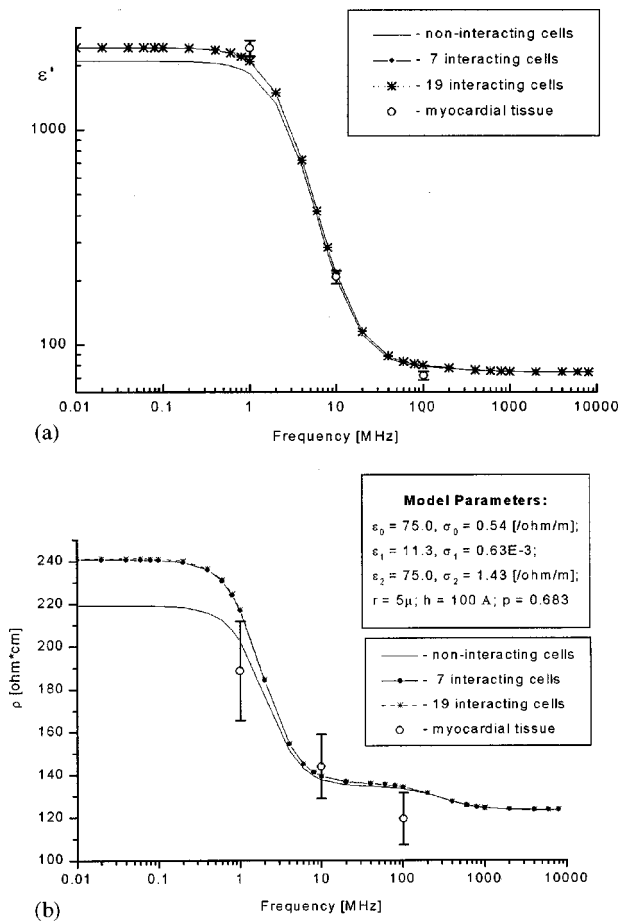 ε'
1000
100
0.01
0.1
1
10
100
1000
10000
Frequency [MHz]
- non-interacting cells
- 7 interacting cells
- 19 interacting cells
- myocardial tissue
(a)
Model Parameters:
ε0 = 75.0, σ0 = 0.54 [/ohm/m];
ε1 = 11.3, σ1 = 0.63E-3;
ε2 = 75.0, σ2 = 1.43 [/ohm/m];
r = 5μ; h = 100 A; p = 0.683
- non-interacting cells
- 7 interacting cells
- 19 interacting cells
- myocardial tissue
ρ [ohm*cm]
240
220
200
180
160
140
120
100
0.01
0.1
1
10
100
1000
10000
Frequency [MHz]
(b)